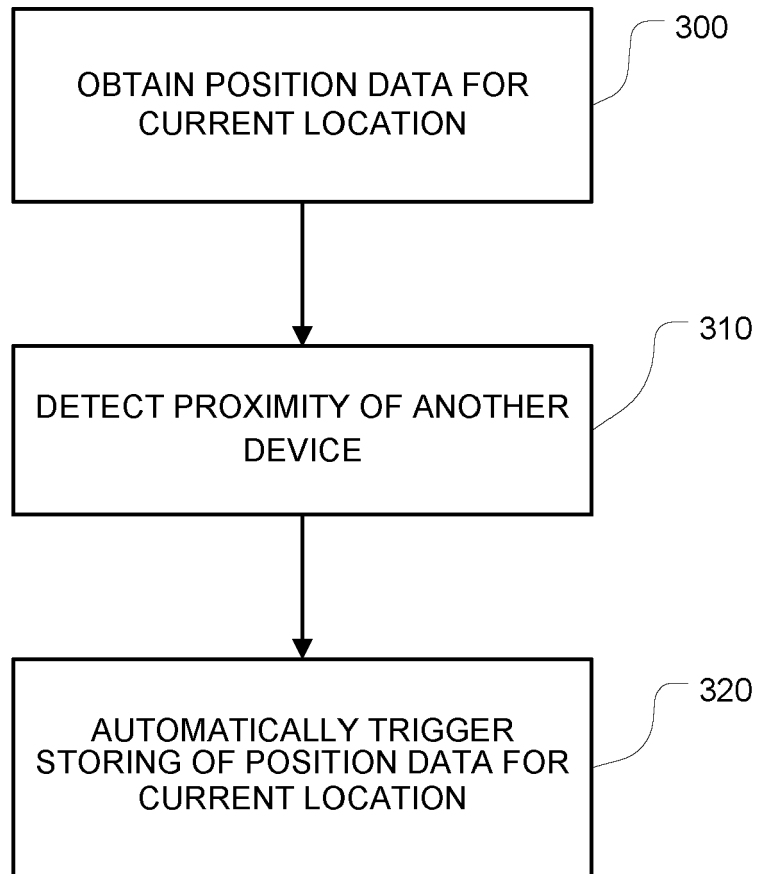 300
OBTAIN POSITION DATA FOR
CURRENT LOCATION
310
DETECT PROXIMITY OF ANOTHER
DEVICE
320
AUTOMATICALLY TRIGGER
STORING OF POSITION DATA FOR
CURRENT LOCATION